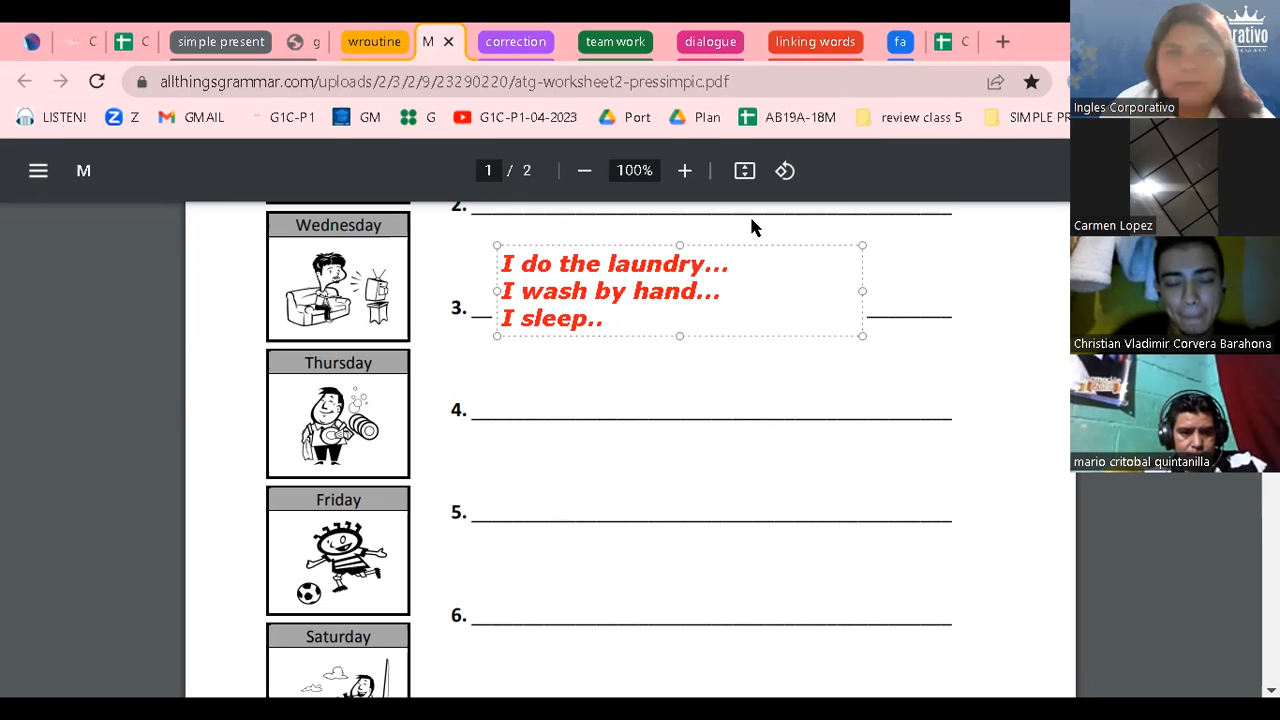 C
C
simple present
g
wroutine
M
correction
team work
dialogue
linking words
fa
C
allthingsgrammar.com/uploads/2/3/2/9/23290220/atg-worksheet2-pressimpic.pdf
LISTEN!
Z
GMAIL
G1C-P1
GM
G
G1C-P1-04-2023
Port
Plan
AB19A-18M
review class 5
SIMPLE PR
M
1 / 2
100%
Wednesday
2.
I do the laundry...
I wash by hand...
I sleep..
3.
Thursday
4.
Friday
5.
Saturday
6.
Ingles Corporativo
Carmen Lopez
Christian Vladimir Corvera Barahona
mario critobal quintanilla